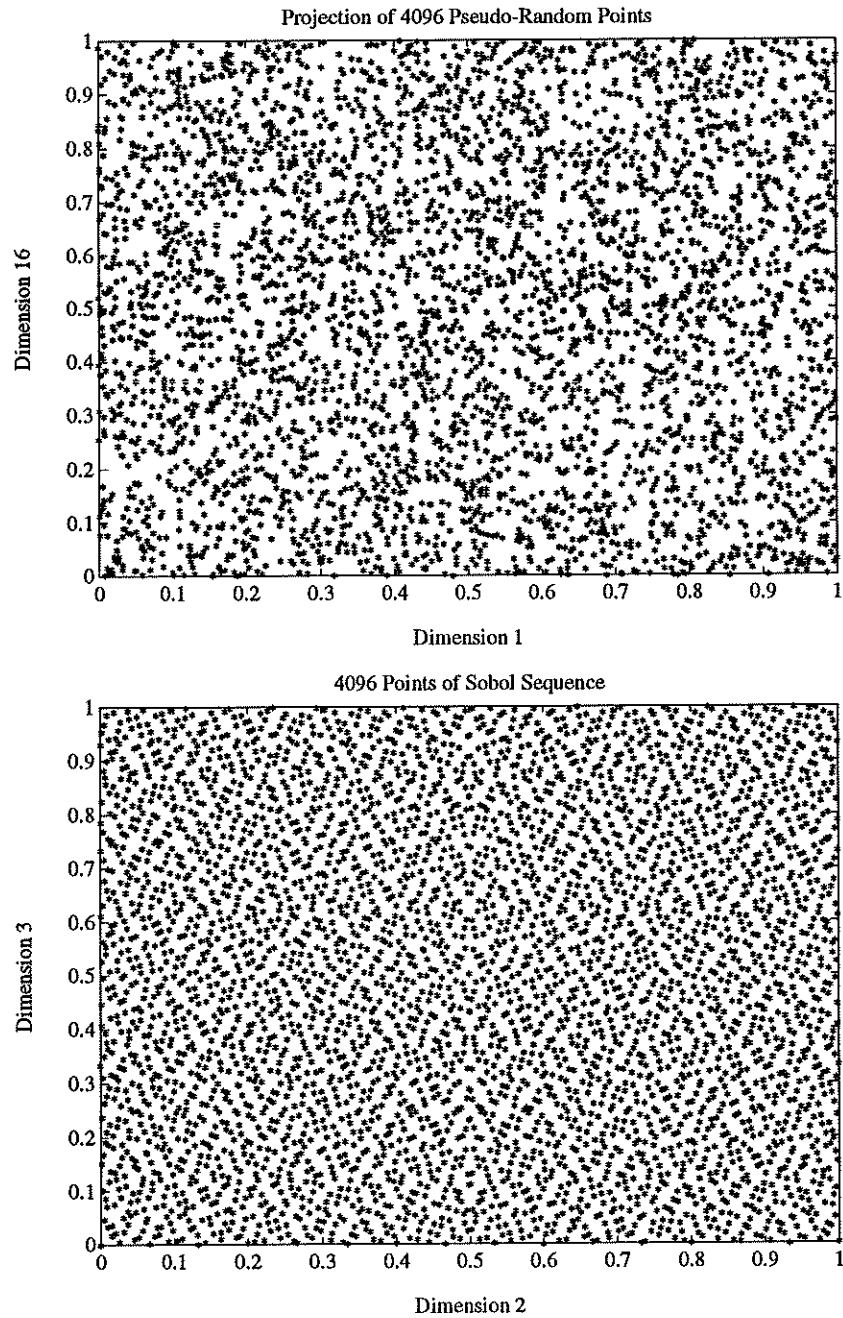 Projection of 4096 Pseudo-Random Points
1
0.9
0.8
0.7
0.6
0.5
0.4
0.3
0.2
0.1
0
Dimension 16
0 0.1 0.2 0.3 0.4 0.5 0.6 0.7 0.8 0.9 1
Dimension 1
4096 Points of Sobol Sequence
1
0.9
0.8
0.7
0.6
0.5
0.4
0.3
0.2
0.1
0
Dimension 3
0 0.1 0.2 0.3 0.4 0.5 0.6 0.7 0.8 0.9 1
Dimension 2